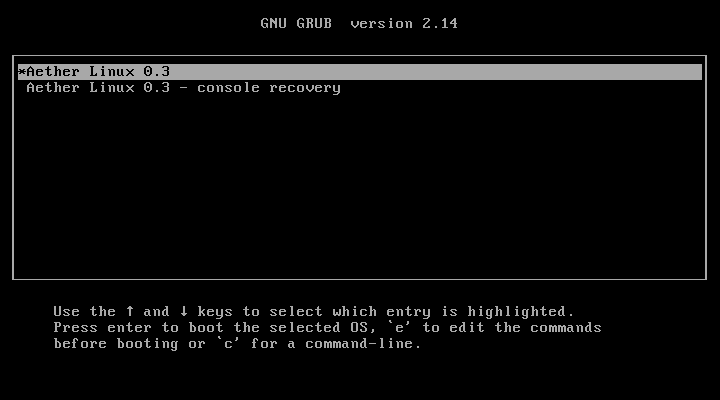 GNU GRUB  version 2.14
*Aether Linux 0.3
Aether Linux 0.3 - console recovery
Use the ↑ and ↓ keys to select which entry is highlighted.
Press enter to boot the selected OS, `e' to edit the commands
before booting or `c' for a command-line.